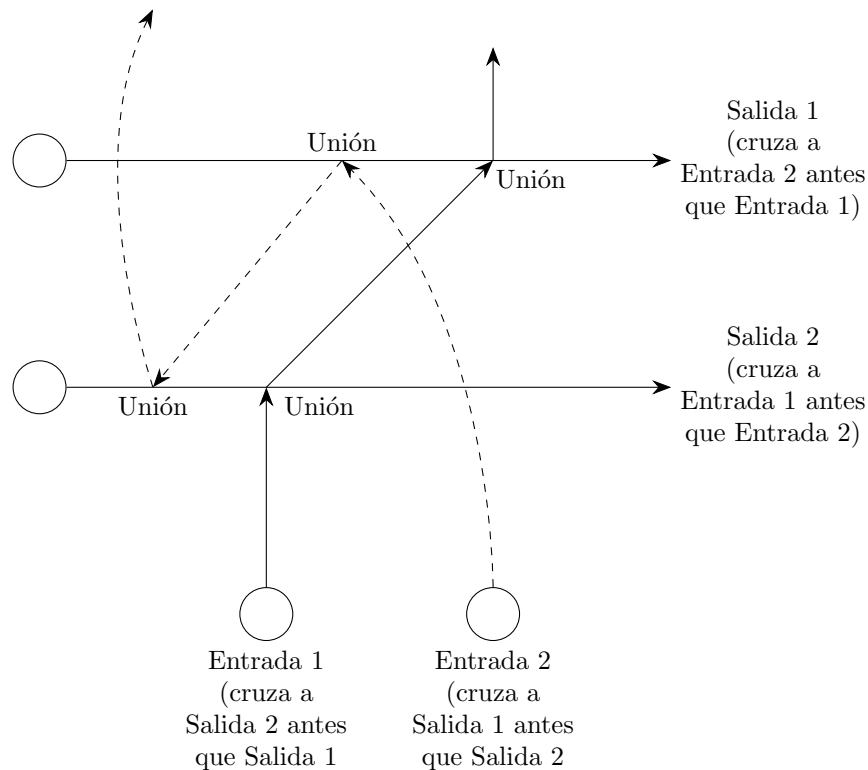 Unión
Unión
Salida 1
(cruza a
Entrada 2 antes
que Entrada 1)
Unión
Unión
Salida 2
(cruza a
Entrada 1 antes
que Entrada 2)
Entrada 1
(cruza a
Salida 2 antes
que Salida 1
Entrada 2
(cruza a
Salida 1 antes
que Salida 2